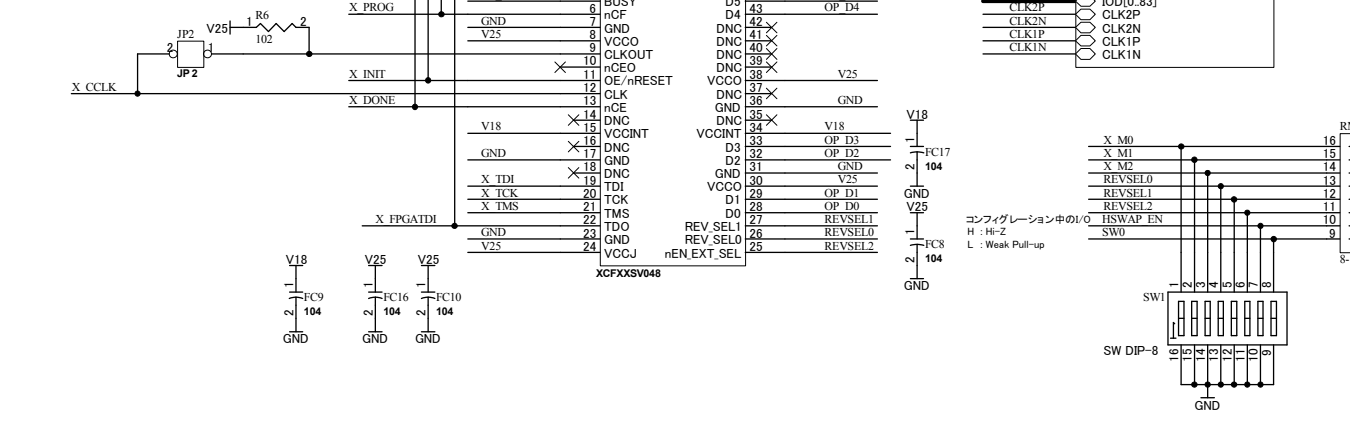 BUSY
X_PROG 6 nCF
GND 7 GND
V25 8 VCCO
9 CLKOUT
10 nCEO
X_INIT 11 OE/nRESET
X_CCLK 12 CLK
X_DONE 13 nCE
14 DNC
V18 15 VCCINT
16 DNC
GND 17 GND
18 DNC
X_TDI 19 TDI
X_TCK 20 TCK
X_TMS 21 TMS
X_FPGATDI 22 TDO
GND 23 GND
V25 24 VCCJ
R6
V25 1 2
102
JP2
2 1
JP2
D5
D4 43 OP_D4
DNC 42
DNC 41
DNC 40
DNC 39
VCCO 38 V25
DNC 37
GND 36 GND
DNC 35
VCCINT 34 V18
D3 33 OP_D3
D2 32 OP_D2
GND 31 GND
VCCO 30 V25
D1 29 OP_D1
D0 28 OP_D0
REV_SEL1 27 REVSEL1
REV_SEL0 26 REVSEL0
nEN_EXT_SEL 25 REVSEL2
XCFXXSV048
V18
1
FC9
2 104
GND
V25
1
FC16
2 104
GND
V25
1
FC10
2 104
GND
V18
1
FC17
2 104
GND
V25
1
FC8
2 104
GND
IOD[0..83]
CLK2P CLK2P
CLK2N CLK2N
CLK1P CLK1P
CLK1N CLK1N
X_M0 16
X_M1 15
X_M2 14
REVSEL0 13
REVSEL1 12
REVSEL2 11
HSWAP_EN 10
SW0 9
コンフィグレーション中のI/O
H : Hi-Z
L : Weak Pull-up
1 2 3 4 5 6 7 8
SW1
SW DIP-8
16 15 14 13 12 11 10 9
GND